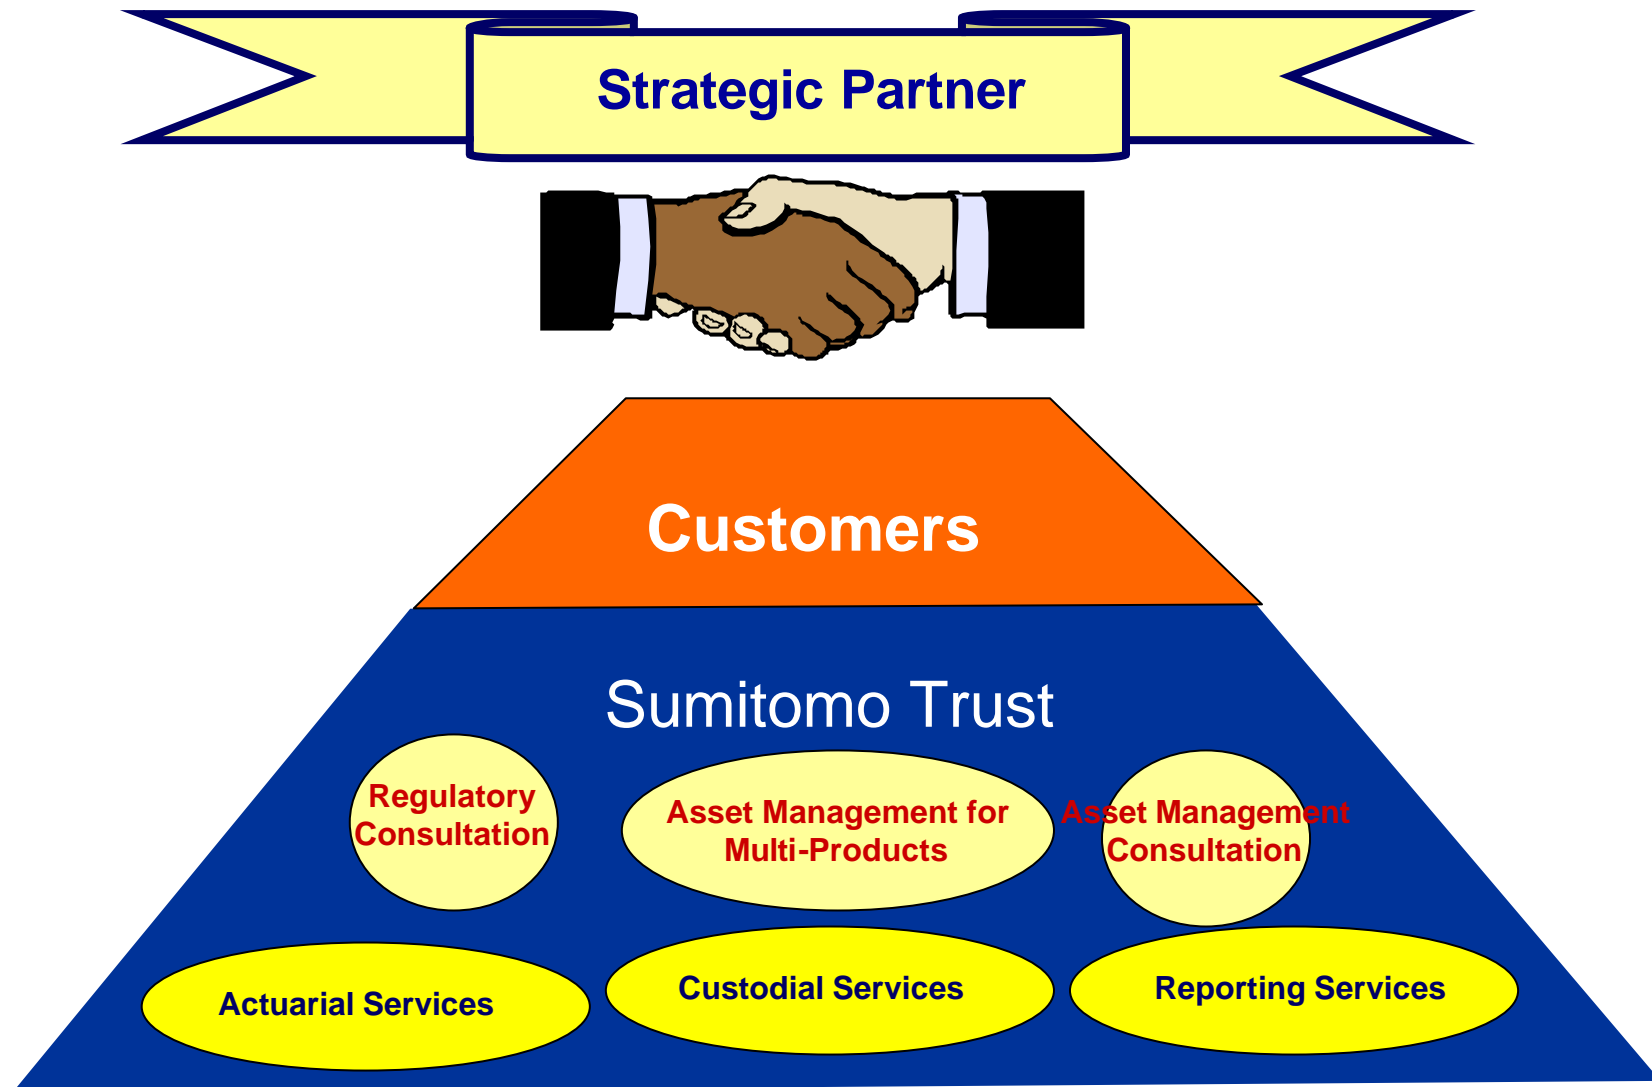 Strategic Partner
Customers
Sumitomo Trust
Regulatory
Consultation
Asset Management for
Multi-Products
Asset Management
Consultation
Actuarial Services
Custodial Services
Reporting Services